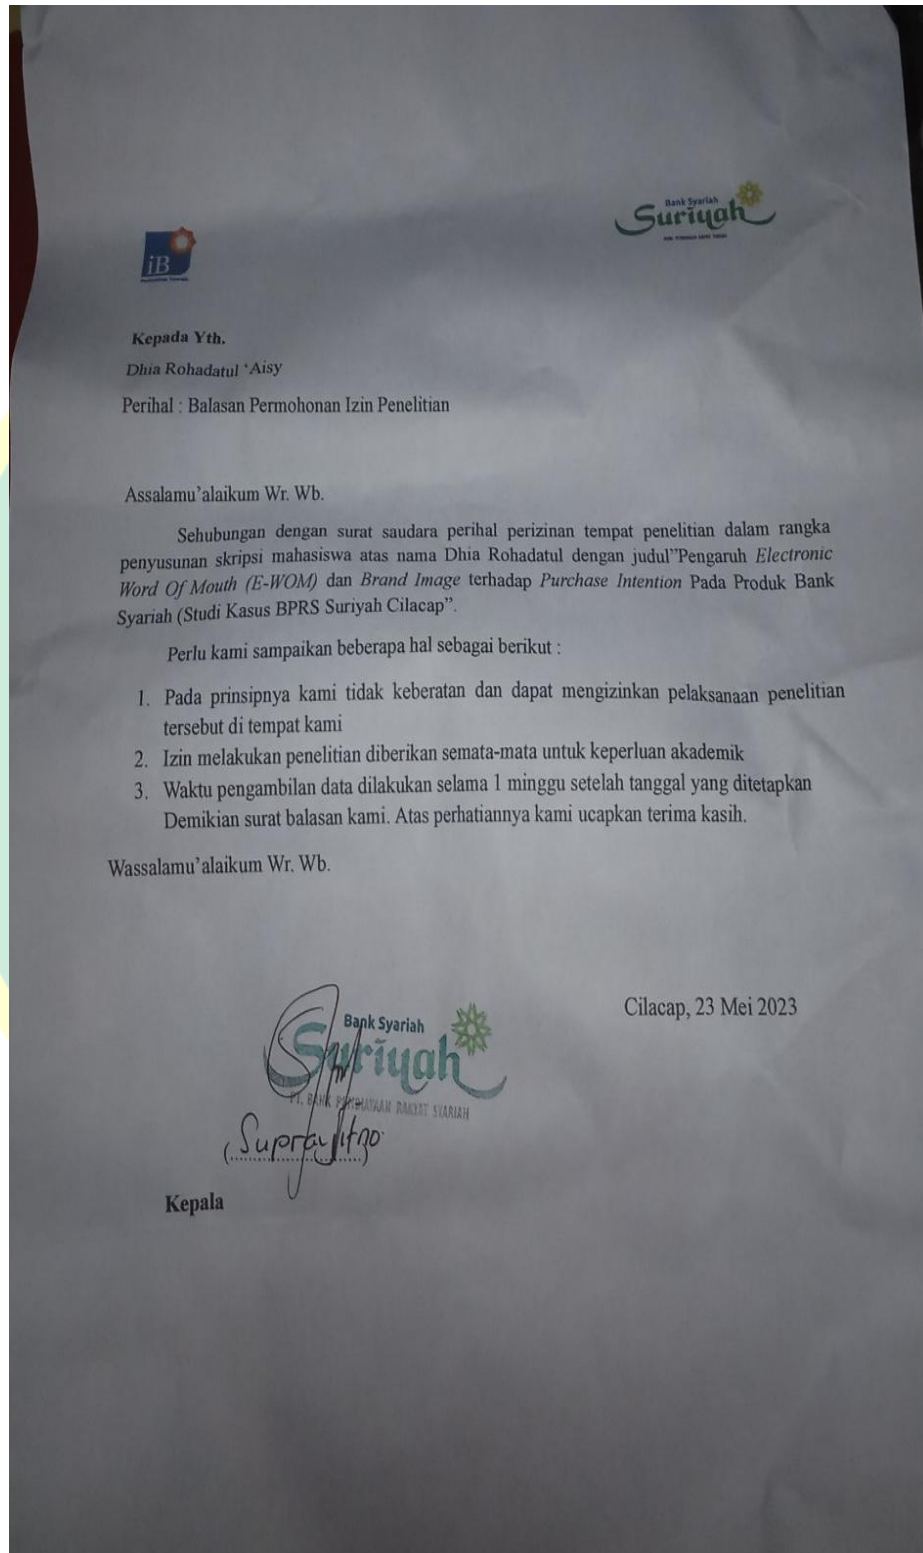 Bank Syariah
Suriyah
iB
Kepada Yth.
Dhia Rohadatul ‘Aisy
Perihal : Balasan Permohonan Izin Penelitian
Assalamu’alaikum Wr. Wb.
Sehubungan dengan surat saudara perihal perizinan tempat penelitian dalam rangka
penyusunan skripsi mahasiswa atas nama Dhia Rohadatul dengan judul”Pengaruh Electronic
Word Of Mouth (E-WOM) dan Brand Image terhadap Purchase Intention Pada Produk Bank
Syariah (Studi Kasus BPRS Suriyah Cilacap”.
Perlu kami sampaikan beberapa hal sebagai berikut :
1. Pada prinsipnya kami tidak keberatan dan dapat mengizinkan pelaksanaan penelitian
tersebut di tempat kami
2. Izin melakukan penelitian diberikan semata-mata untuk keperluan akademik
3. Waktu pengambilan data dilakukan selama 1 minggu setelah tanggal yang ditetapkan
Demikian surat balasan kami. Atas perhatiannya kami ucapkan terima kasih.
Wassalamu’alaikum Wr. Wb.
Cilacap, 23 Mei 2023
Bank Syariah
Suriyah
PT. BANK PEMBIAYAAN RAKYAT SYARIAH
(Suprayitno)
Kepala